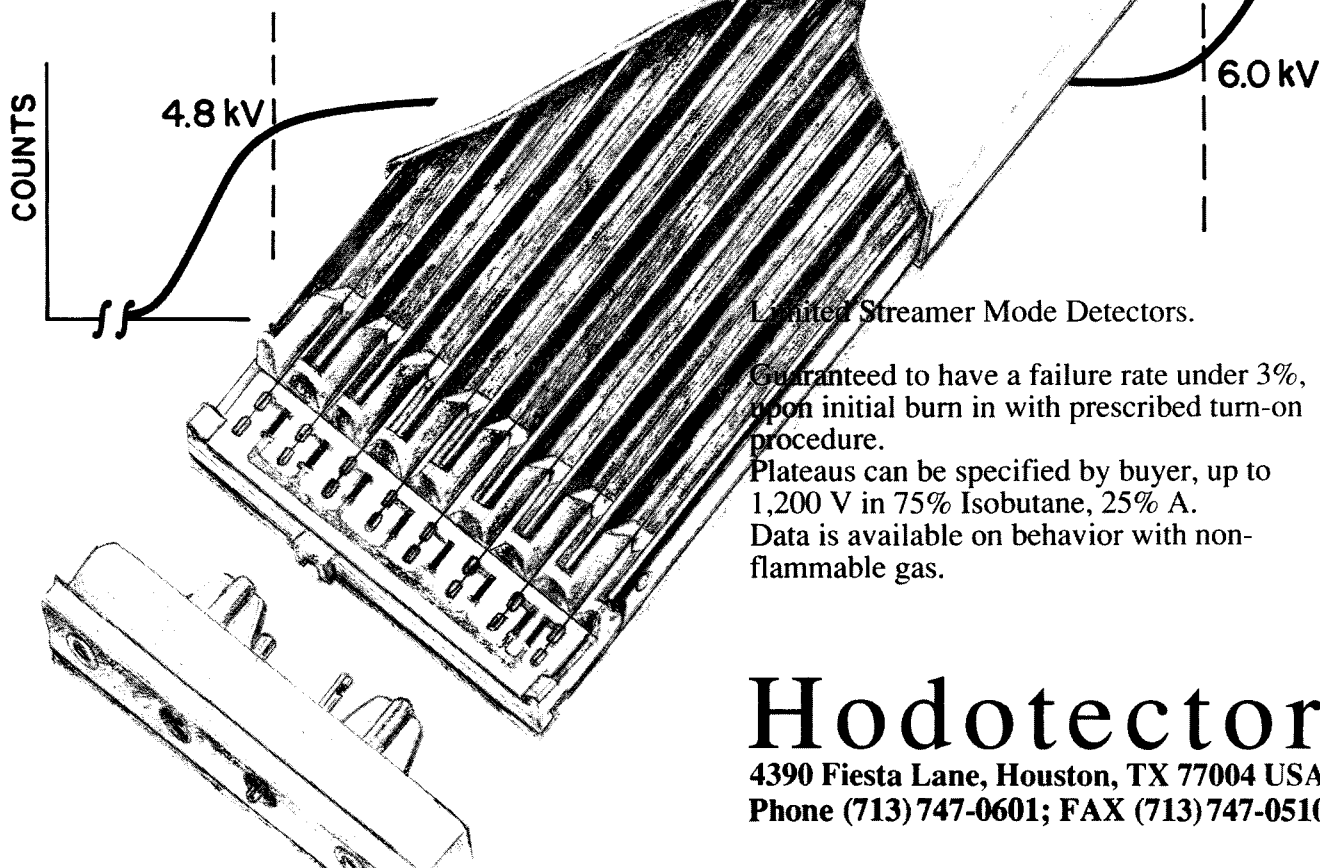 COUNTS
4.8 kV
6.0 kV
Limited Streamer Mode Detectors.
Guaranteed to have a failure rate under 3%,
upon initial burn in with prescribed turn-on
procedure.
Plateaus can be specified by buyer, up to
1,200 V in 75% Isobutane, 25% A.
Data is available on behavior with non-
flammable gas.
Hodotector
4390 Fiesta Lane, Houston, TX 77004 USA
Phone (713) 747-0601; FAX (713) 747-0510